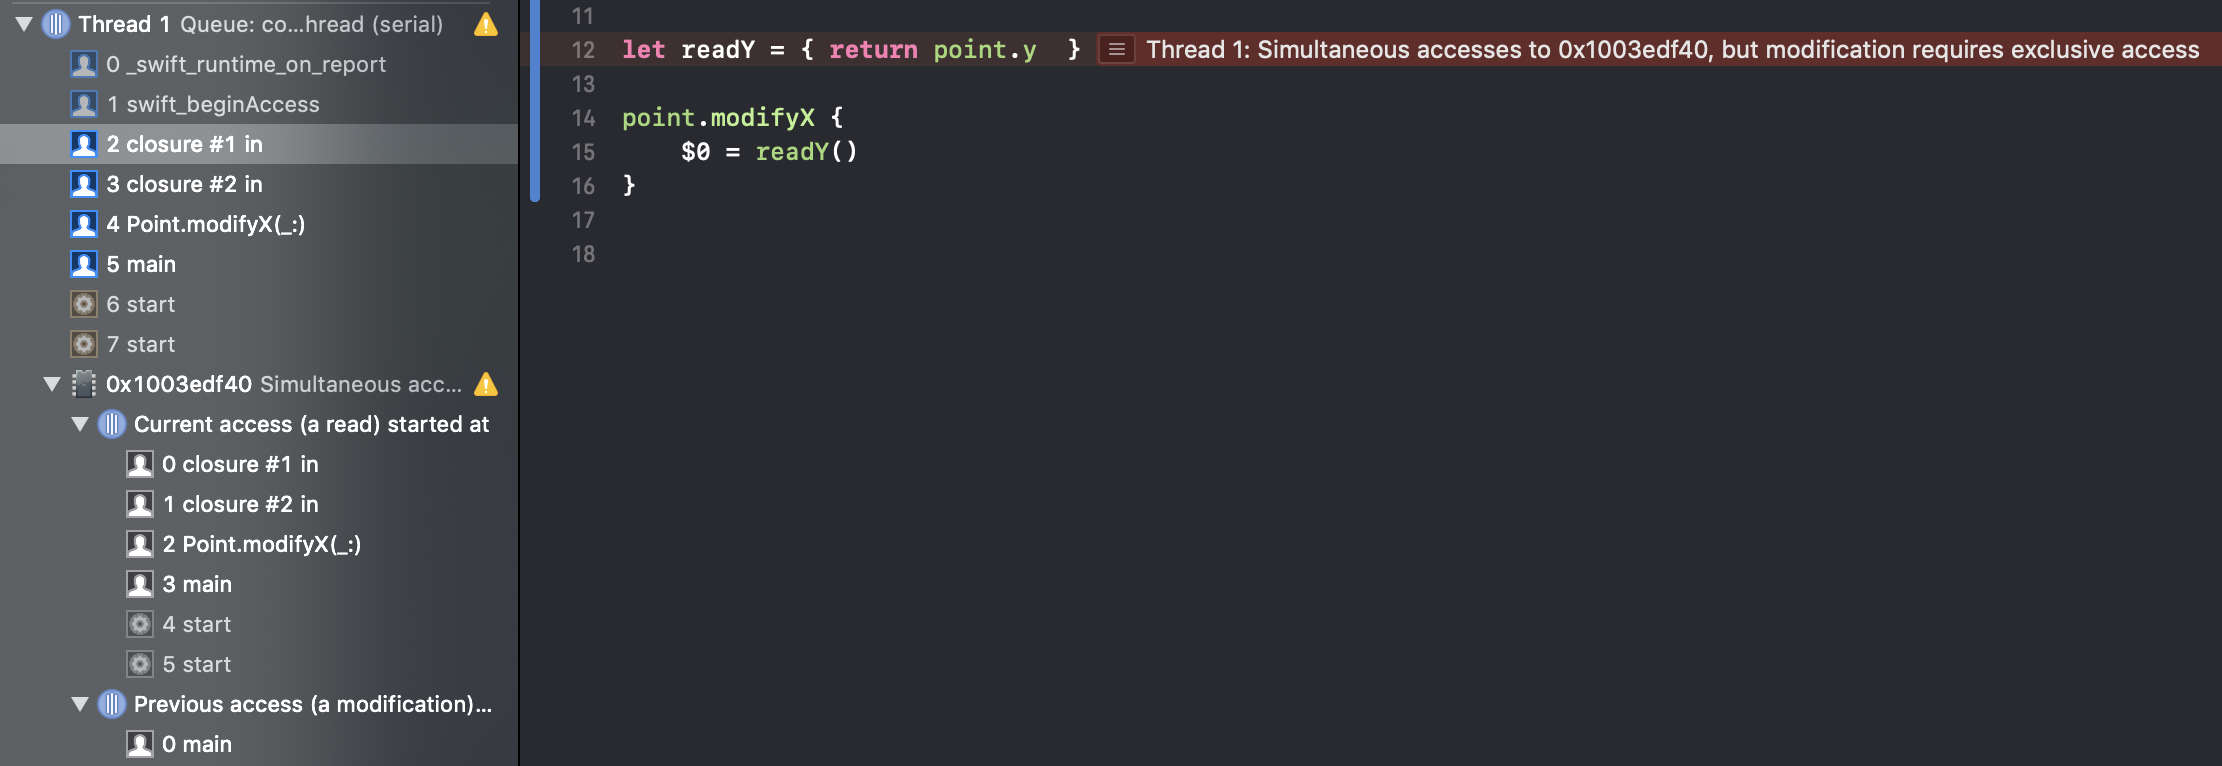 Thread 1 Queue: co...hread (serial)
0 _swift_runtime_on_report
1 swift_beginAccess
2 closure #1 in
3 closure #2 in
4 Point.modifyX(_:)
5 main
6 start
7 start
0x1003edf40 Simultaneous acc...
Current access (a read) started at
0 closure #1 in
1 closure #2 in
2 Point.modifyX(_:)
3 main
4 start
5 start
Previous access (a modification)...
0 main
11
12 let readY = { return point.y } Thread 1: Simultaneous accesses to 0x1003edf40, but modification requires exclusive access
13
14 point.modifyX {
15 $0 = readY()
16 }
17
18